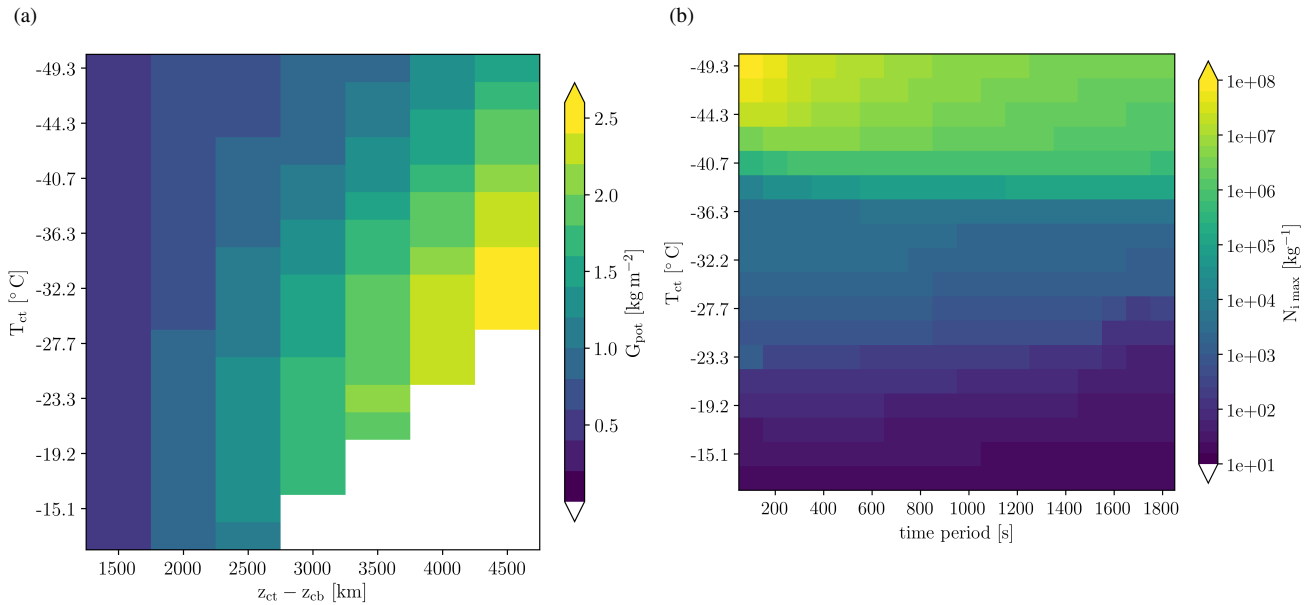 (a)
-49.3
-44.3
-40.7
-36.3
-32.2
-27.7
-23.3
-19.2
-15.1
T_ct [°C]
1500 2000 2500 3000 3500 4000 4500
z_ct − z_cb [km]
2.5
2.0
1.5
1.0
0.5
G_pot [kg m⁻²]
(b)
-49.3
-44.3
-40.7
-36.3
-32.2
-27.7
-23.3
-19.2
-15.1
T_ct [°C]
200 400 600 800 1000 1200 1400 1600 1800
time period [s]
1e+08
1e+07
1e+06
1e+05
1e+04
1e+03
1e+02
1e+01
N_i max [kg⁻¹]